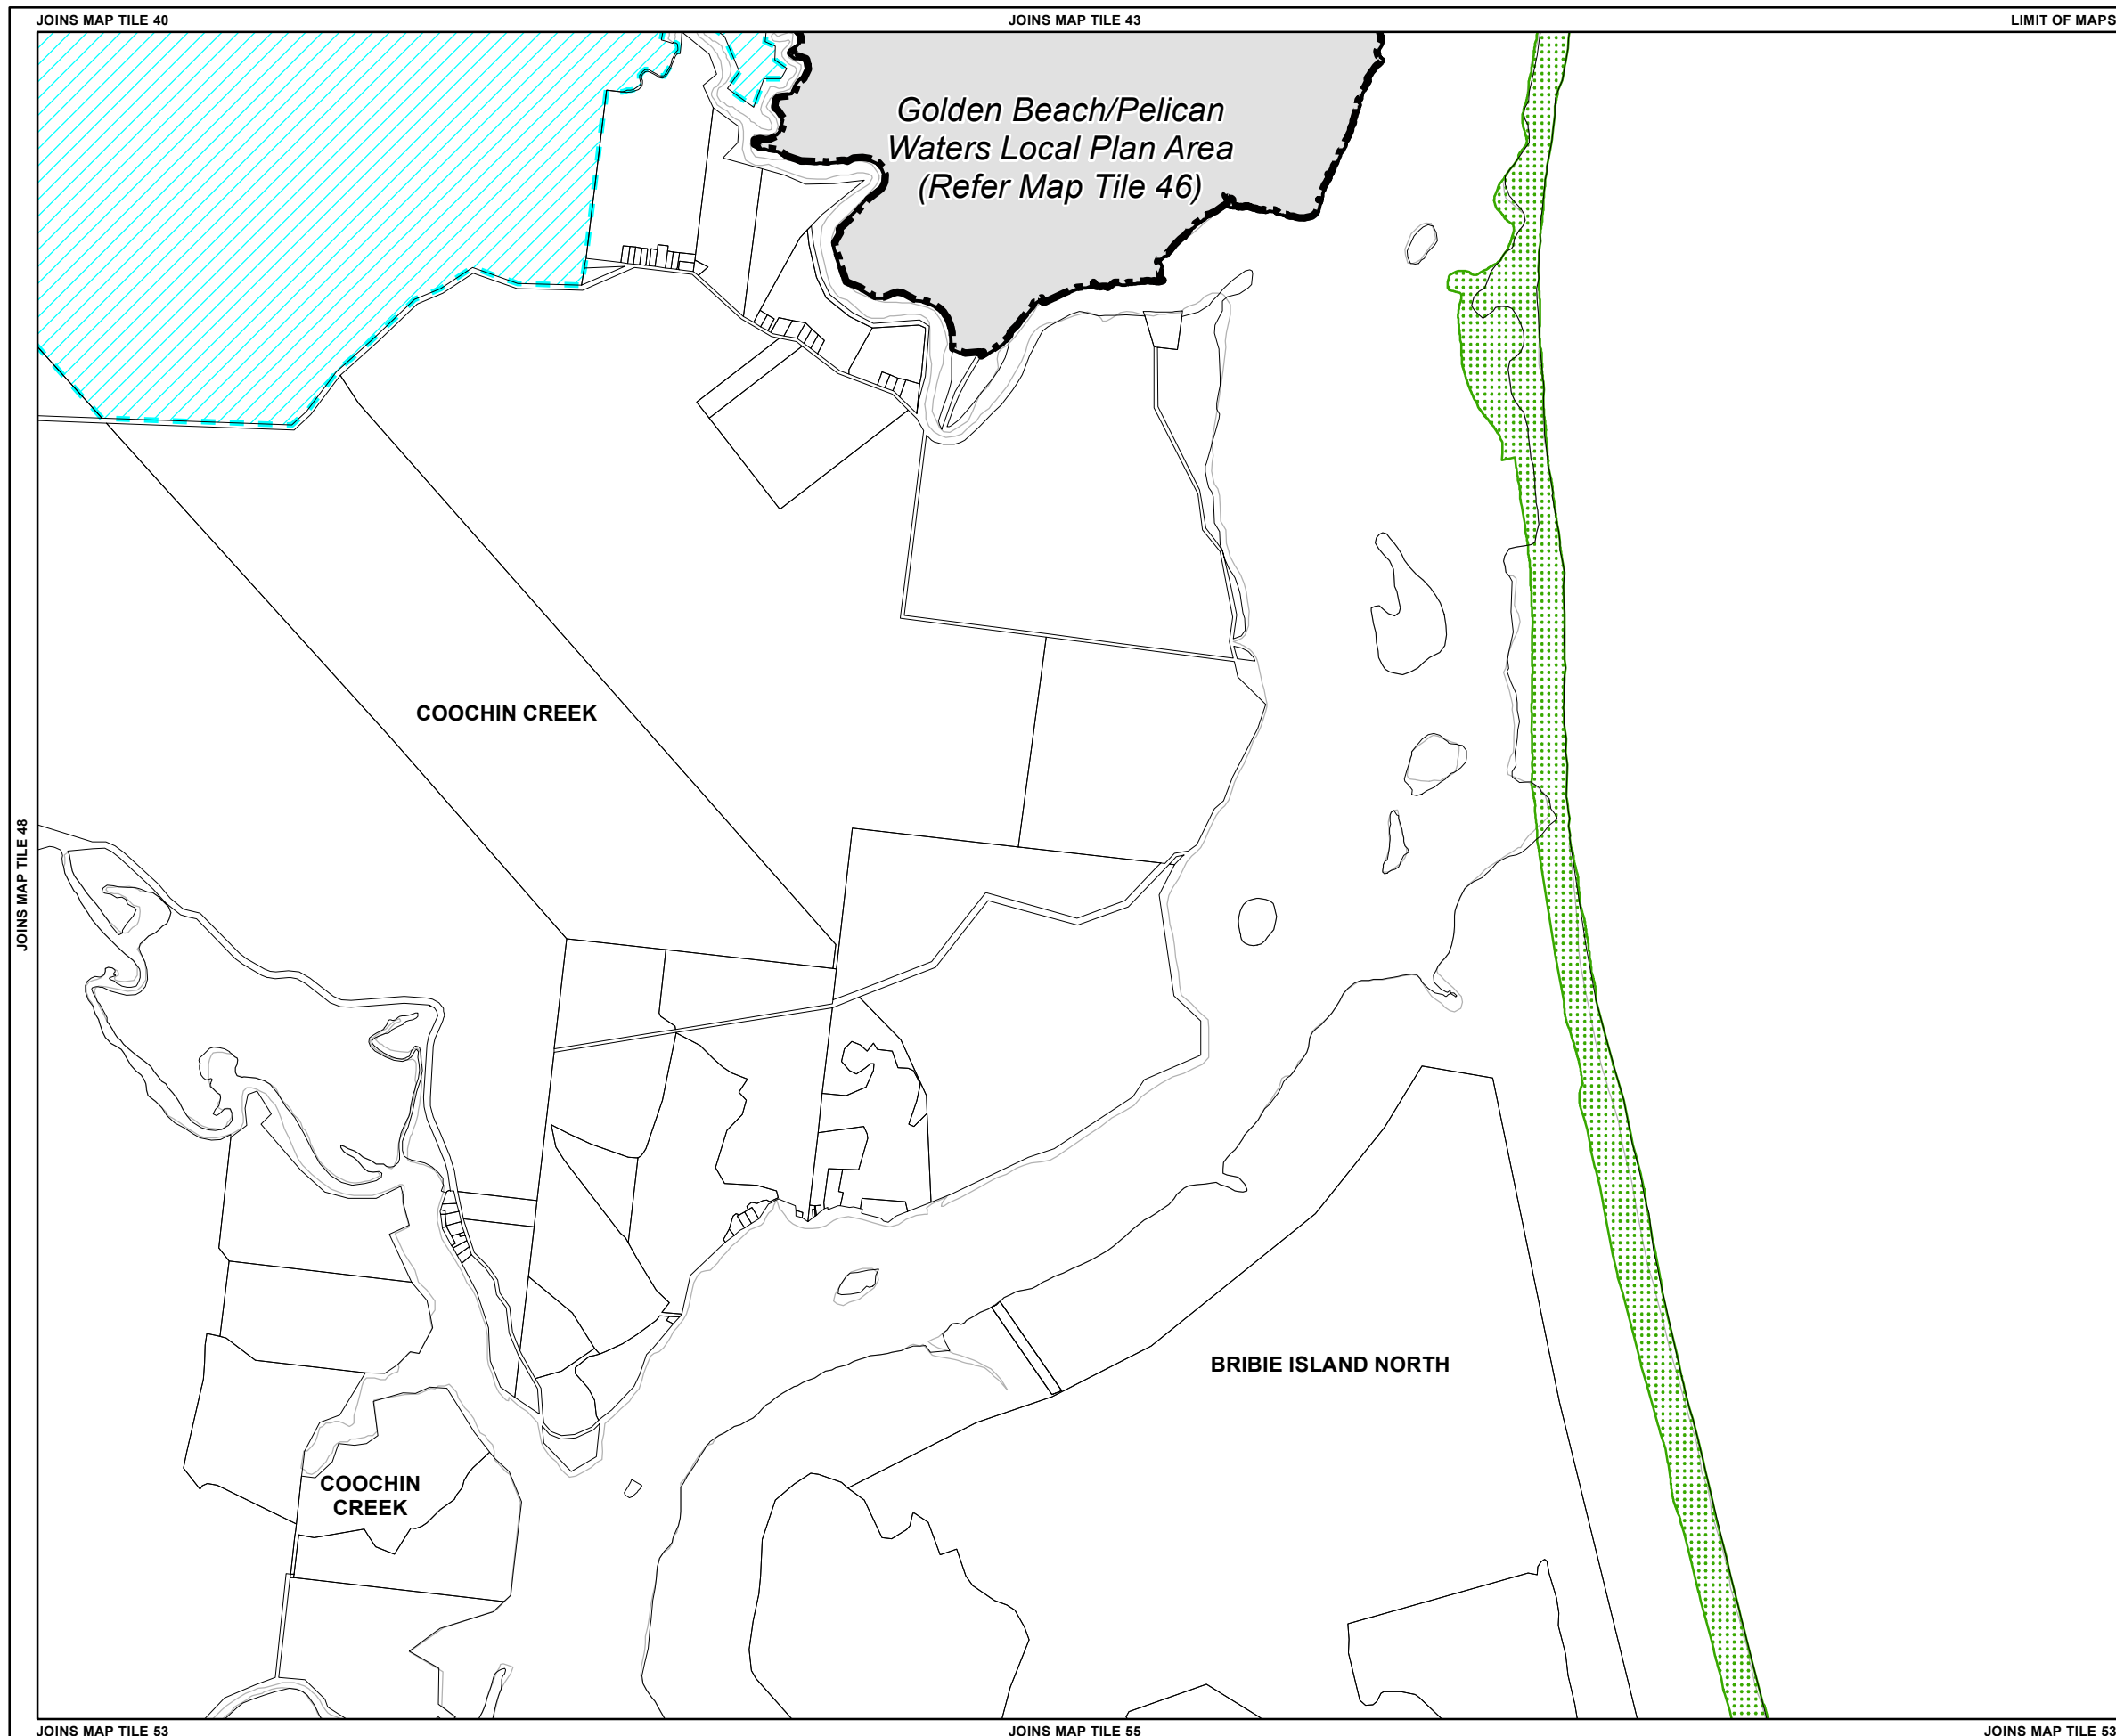 JOINS MAP TILE 40
JOINS MAP TILE 43
LIMIT OF MAPS
Golden Beach/Pelican
Waters Local Plan Area
(Refer Map Tile 46)
COOCHIN CREEK
JOINS MAP TILE 48
BRIBIE ISLAND NORTH
COOCHIN
CREEK
JOINS MAP TILE 53
JOINS MAP TILE 55
JOINS MAP TILE 53